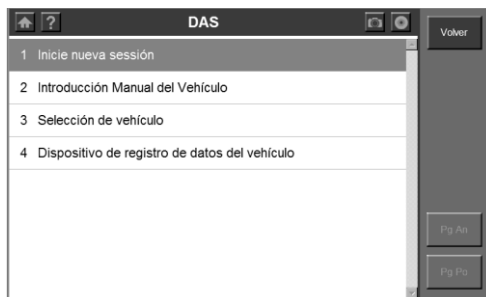 DAS
Volver
1 Inicie nueva sessión
2 Introducción Manual del Vehículo
3 Selección de vehículo
4 Dispositivo de registro de datos del vehículo
Pg An
Pg Po